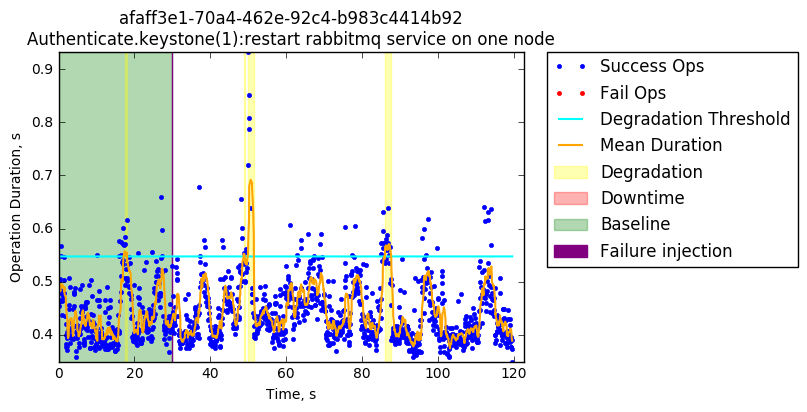 afaff3e1-70a4-462e-92c4-b983c4414b92
Authenticate.keystone(1):restart rabbitmq service on one node
Operation Duration, s
0.9
0.8
0.7
0.6
0.5
0.4
0 20 40 60 80 100 120
Time, s
Success Ops
Fail Ops
Degradation Threshold
Mean Duration
Degradation
Downtime
Baseline
Failure injection